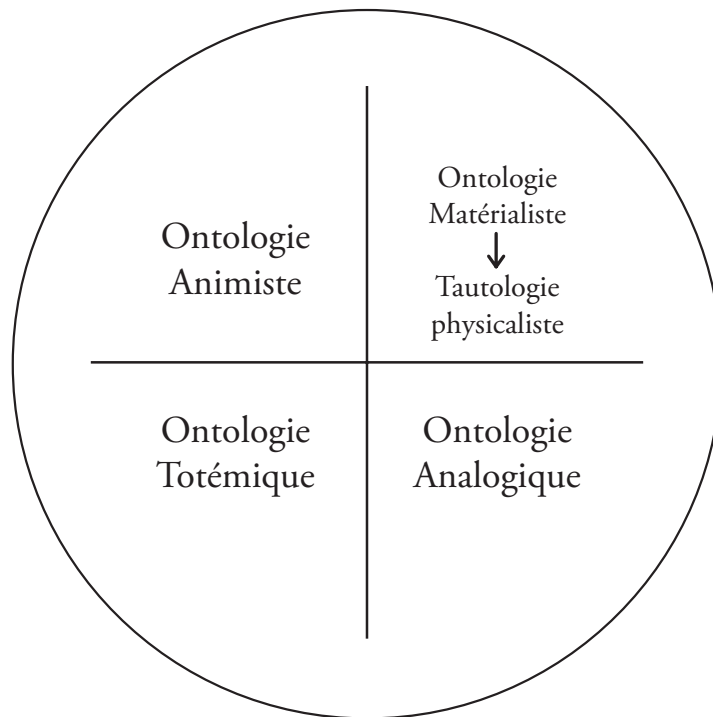 Ontologie
Animiste
Ontologie
Matérialiste
Tautologie
physicaliste
Ontologie
Totémique
Ontologie
Analogique